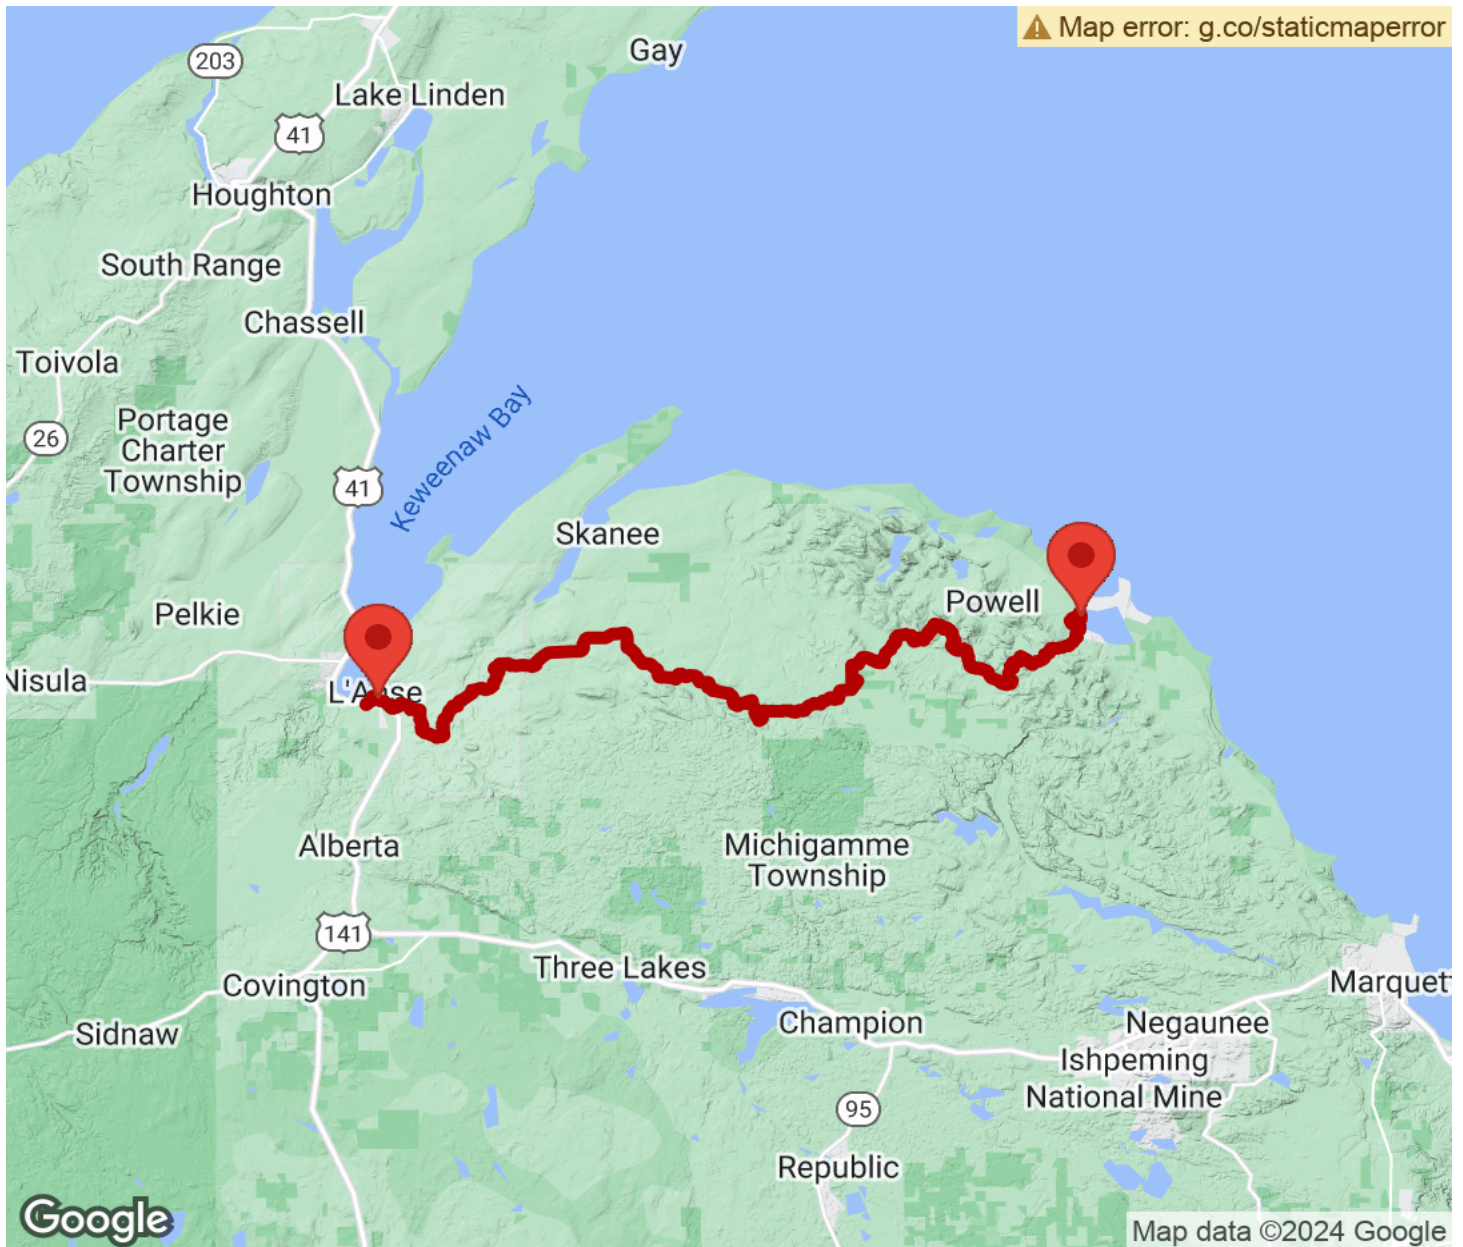 Map error: g.co/staticmaperror
203
Gay
Lake Linden
41
Houghton
South Range
Chassell
Toivola
Portage
Charter
Township
26
Keweenaw Bay
41
Skanee
Powell
Pelkie
Nisula
L'Anse
Alberta
Michigamme
Township
141
Three Lakes
Covington
Marquet
Sidnaw
Champion
Negaunee
Ishpeming
National Mine
95
Republic
Google
Map data ©2024 Google